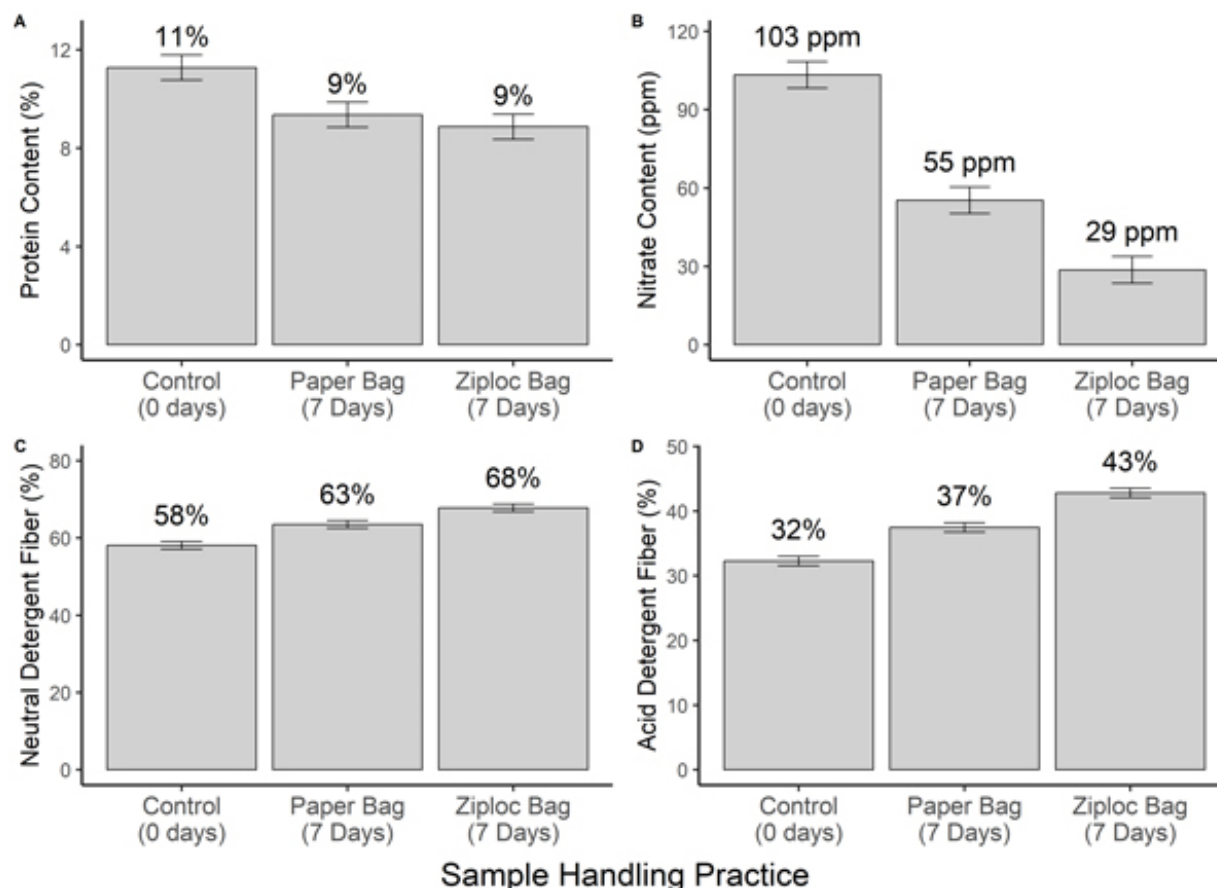 A
Protein Content (%)
12
8
4
0
11%
9%
9%
Control
(0 days)
Paper Bag
(7 Days)
Ziploc Bag
(7 Days)
B
Nitrate Content (ppm)
120
90
60
30
0
103 ppm
55 ppm
29 ppm
Control
(0 days)
Paper Bag
(7 Days)
Ziploc Bag
(7 Days)
C
Neutral Detergent Fiber (%)
80
60
40
20
0
58%
63%
68%
Control
(0 days)
Paper Bag
(7 Days)
Ziploc Bag
(7 Days)
D
Acid Detergent Fiber (%)
50
40
30
20
10
0
32%
37%
43%
Control
(0 days)
Paper Bag
(7 Days)
Ziploc Bag
(7 Days)
Sample Handling Practice